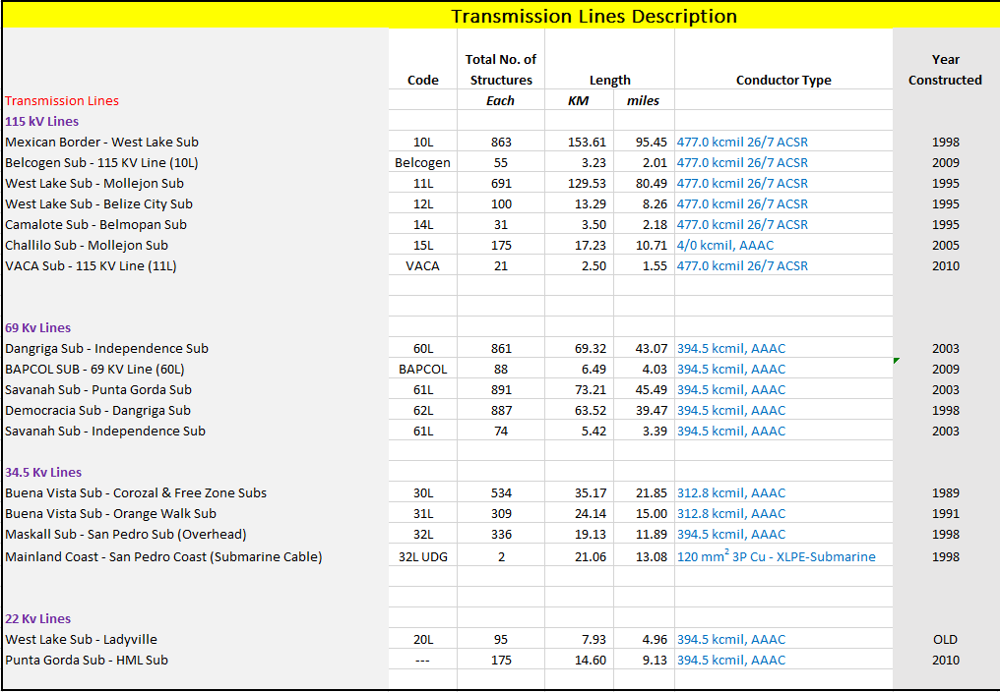 Transmission Lines Description
Total No. of Year
Code Structures Length Conductor Type Constructed
Transmission Lines Each KM miles
115 kV Lines
Mexican Border - West Lake Sub 10L 863 153.61 95.45 477.0 kcmil 26/7 ACSR 1998
Belcogen Sub - 115 KV Line (10L) Belcogen 55 3.23 2.01 477.0 kcmil 26/7 ACSR 2009
West Lake Sub - Mollejon Sub 11L 691 129.53 80.49 477.0 kcmil 26/7 ACSR 1995
West Lake Sub - Belize City Sub 12L 100 13.29 8.26 477.0 kcmil 26/7 ACSR 1995
Camalote Sub - Belmopan Sub 14L 31 3.50 2.18 477.0 kcmil 26/7 ACSR 1995
Challilo Sub - Mollejon Sub 15L 175 17.23 10.71 4/0 kcmil, AAAC 2005
VACA Sub - 115 KV Line (11L) VACA 21 2.50 1.55 477.0 kcmil 26/7 ACSR 2010
69 Kv Lines
Dangriga Sub - Independence Sub 60L 861 69.32 43.07 394.5 kcmil, AAAC 2003
BAPCOL SUB - 69 KV Line (60L) BAPCOL 88 6.49 4.03 394.5 kcmil, AAAC 2009
Savanah Sub - Punta Gorda Sub 61L 891 73.21 45.49 394.5 kcmil, AAAC 2003
Democracia Sub - Dangriga Sub 62L 887 63.52 39.47 394.5 kcmil, AAAC 1998
Savanah Sub - Independence Sub 61L 74 5.42 3.39 394.5 kcmil, AAAC 2003
34.5 Kv Lines
Buena Vista Sub - Corozal & Free Zone Subs 30L 534 35.17 21.85 312.8 kcmil, AAAC 1989
Buena Vista Sub - Orange Walk Sub 31L 309 24.14 15.00 312.8 kcmil, AAAC 1991
Maskall Sub - San Pedro Sub (Overhead) 32L 336 19.13 11.89 394.5 kcmil, AAAC 1998
Mainland Coast - San Pedro Coast (Submarine Cable) 32L UDG 2 21.06 13.08 120 mm² 3P Cu - XLPE-Submarine 1998
22 Kv Lines
West Lake Sub - Ladyville 20L 95 7.93 4.96 394.5 kcmil, AAAC OLD
Punta Gorda Sub - HML Sub --- 175 14.60 9.13 394.5 kcmil, AAAC 2010